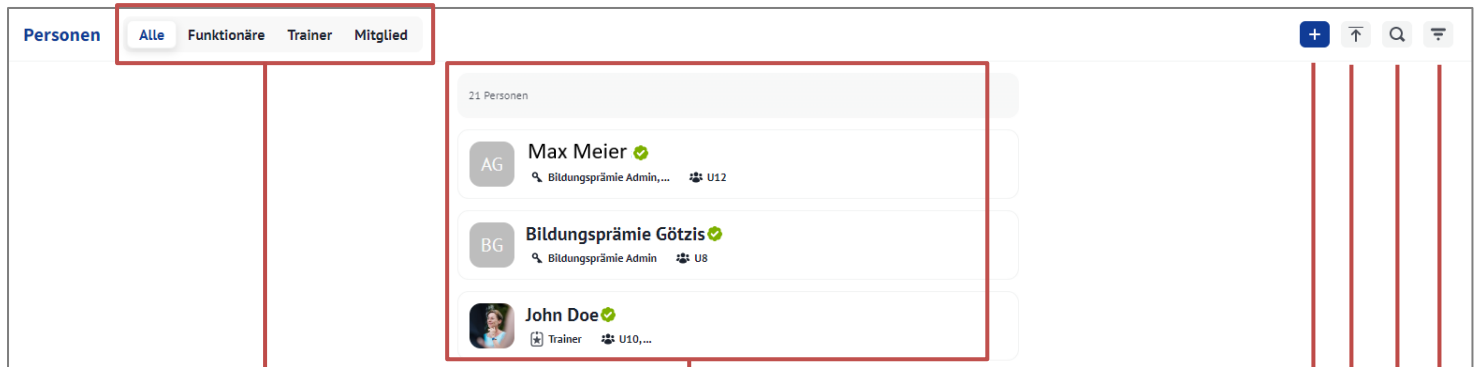 Personen Alle Funktionäre Trainer Mitglied
21 Personen
AG
Max Meier
Bildungsprämie Admin,... U12
BG
Bildungsprämie Götzis
Bildungsprämie Admin U8
John Doe
Trainer U10,...